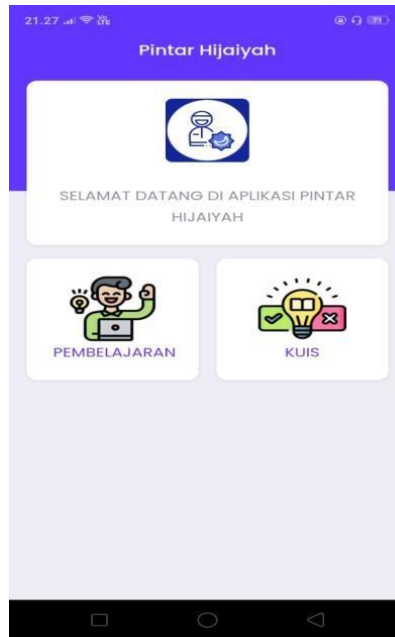 21.27
Pintar Hijaiyah
SELAMAT DATANG DI APLIKASI PINTAR
HIJAIYAH
PEMBELAJARAN
KUIS